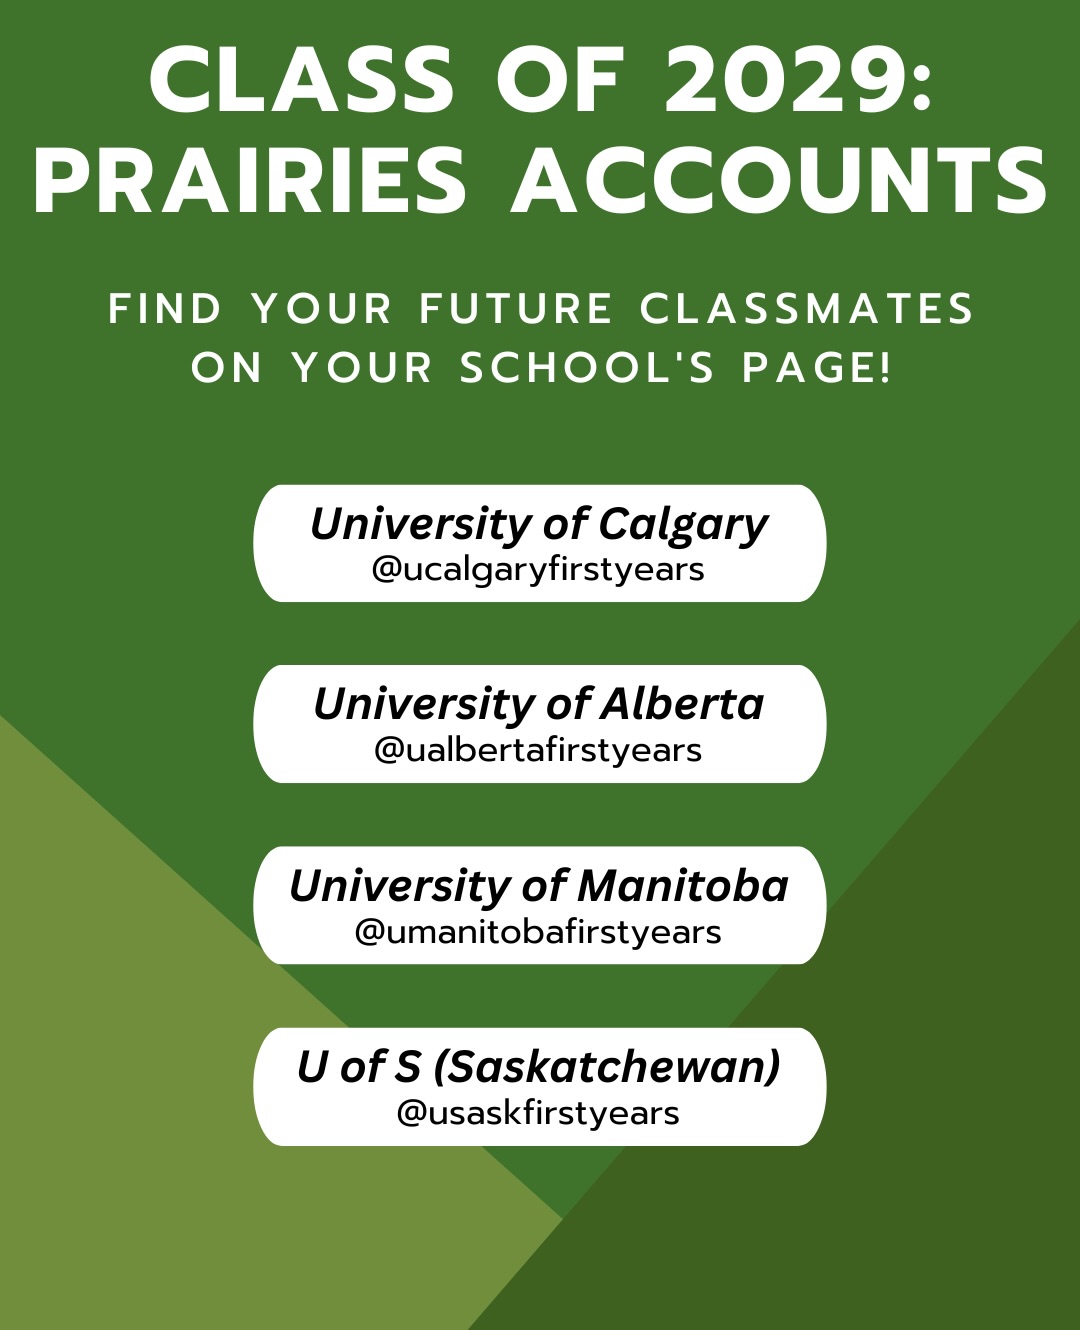 CLASS OF 2029:
PRAIRIES ACCOUNTS
FIND YOUR FUTURE CLASSMATES
ON YOUR SCHOOL'S PAGE!
University of Calgary
@ucalgaryfirstyears
University of Alberta
@ualbertafirstyears
University of Manitoba
@umanitobafirstyears
U of S (Saskatchewan)
@usaskfirstyears